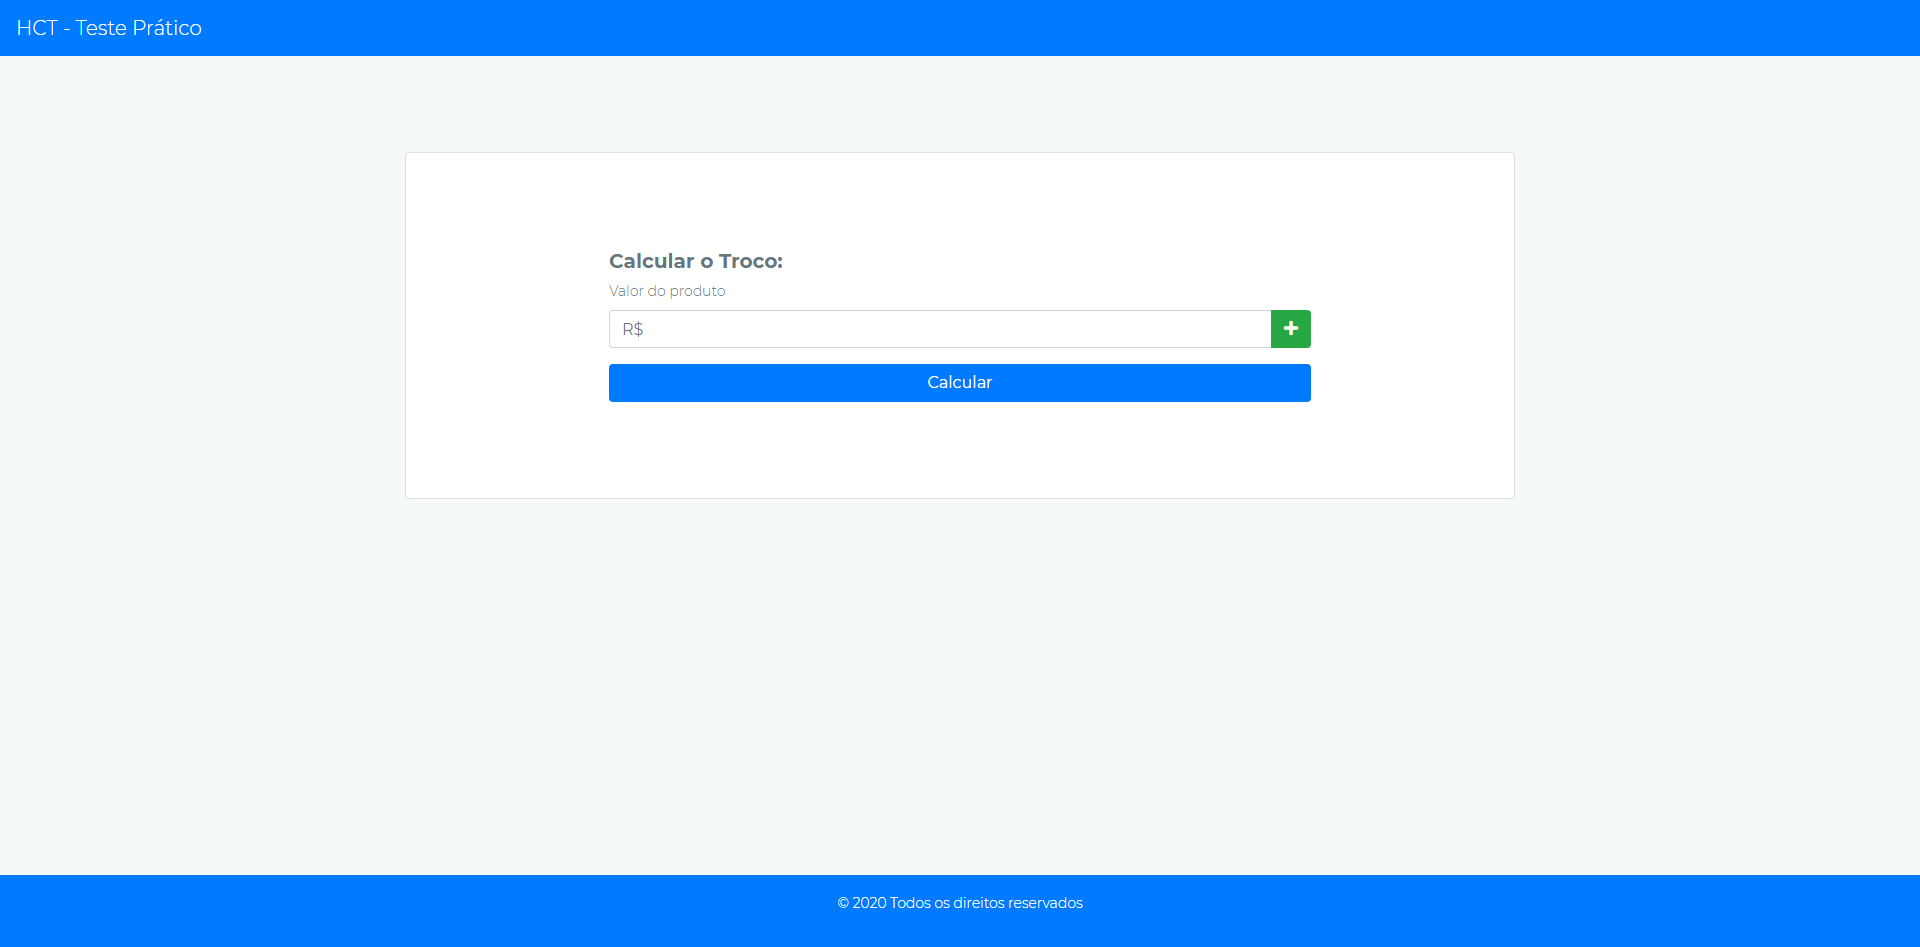 HCT - Teste Prático
Calcular o Troco:
Valor do produto
R$
Calcular
© 2020 Todos os direitos reservados